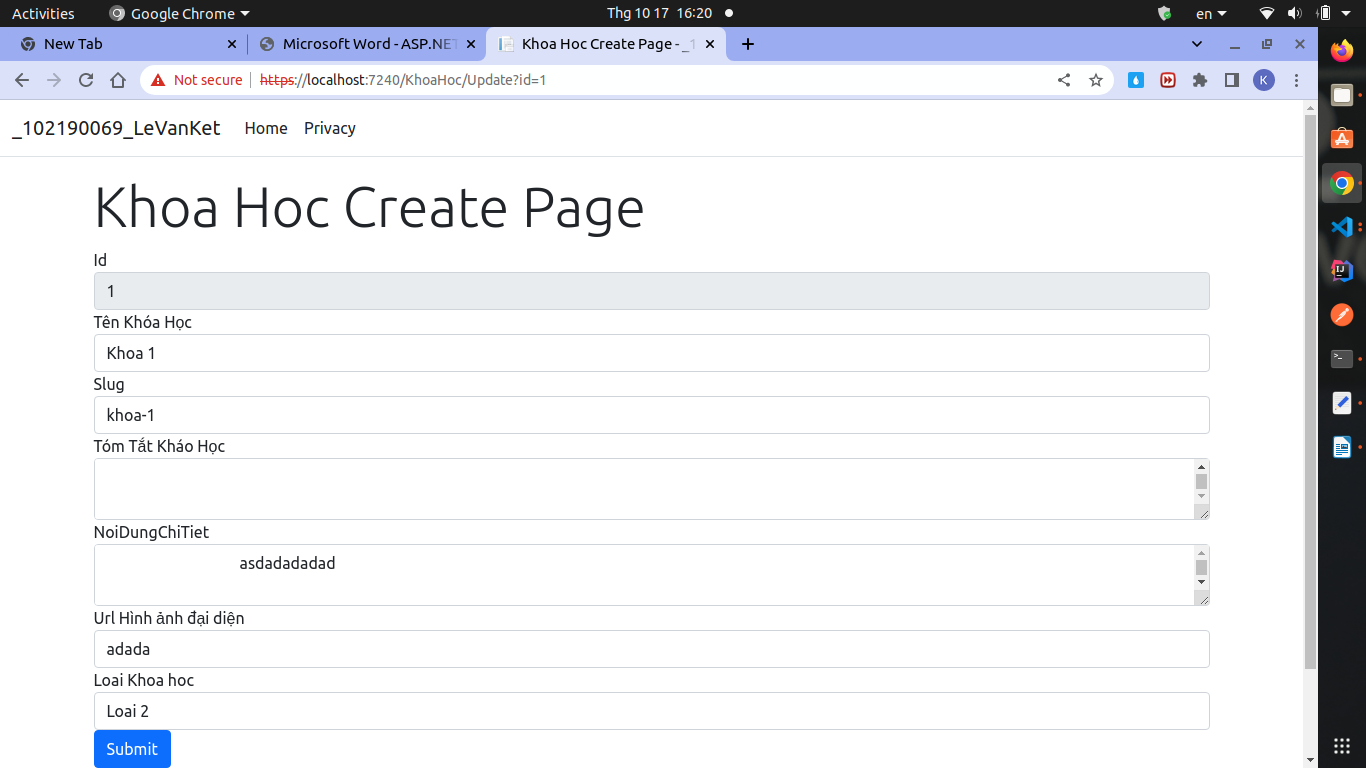 Activities Google Chrome Thg 10 17 16:20 en
New Tab Microsoft Word - ASP.NET Khoa Hoc Create Page - _1
Not secure https://localhost:7240/KhoaHoc/Update?id=1 K
_102190069_LeVanKet Home Privacy
Khoa Hoc Create Page
Id
1
Tên Khóa Học
Khoa 1
Slug
khoa-1
Tóm Tắt Kháo Học
NoiDungChiTiet
asdadadadad
Url Hình ảnh đại diện
adada
Loai Khoa hoc
Loai 2
Submit